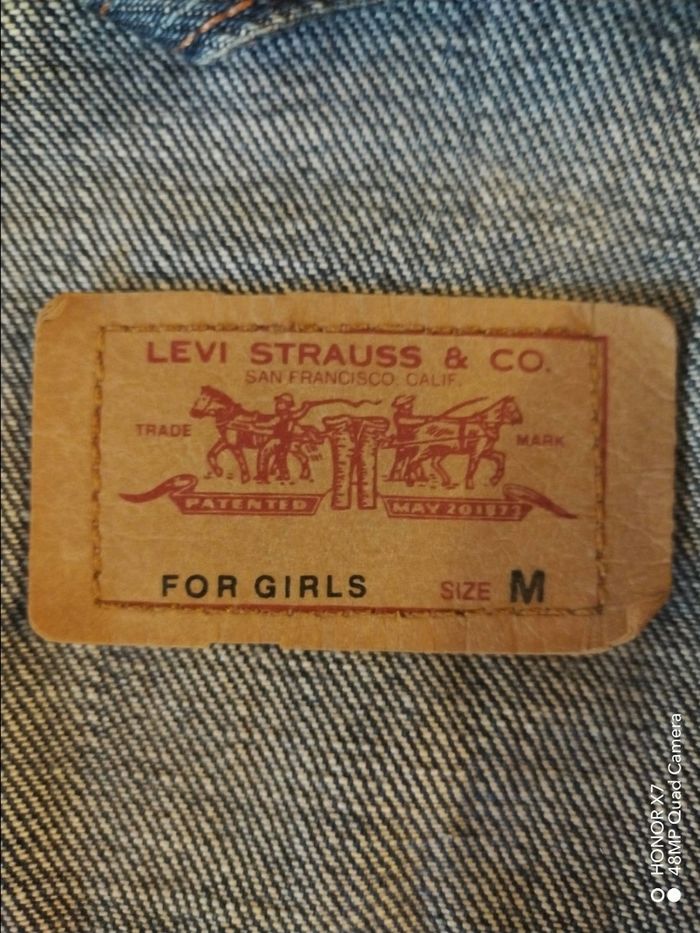 LEVI STRAUSS & CO.
SAN FRANCISCO, CALIF.
TRADE MARK
PATENTED MAY 20 1873
FOR GIRLS SIZE M
HONOR X7
48MP Quad Camera